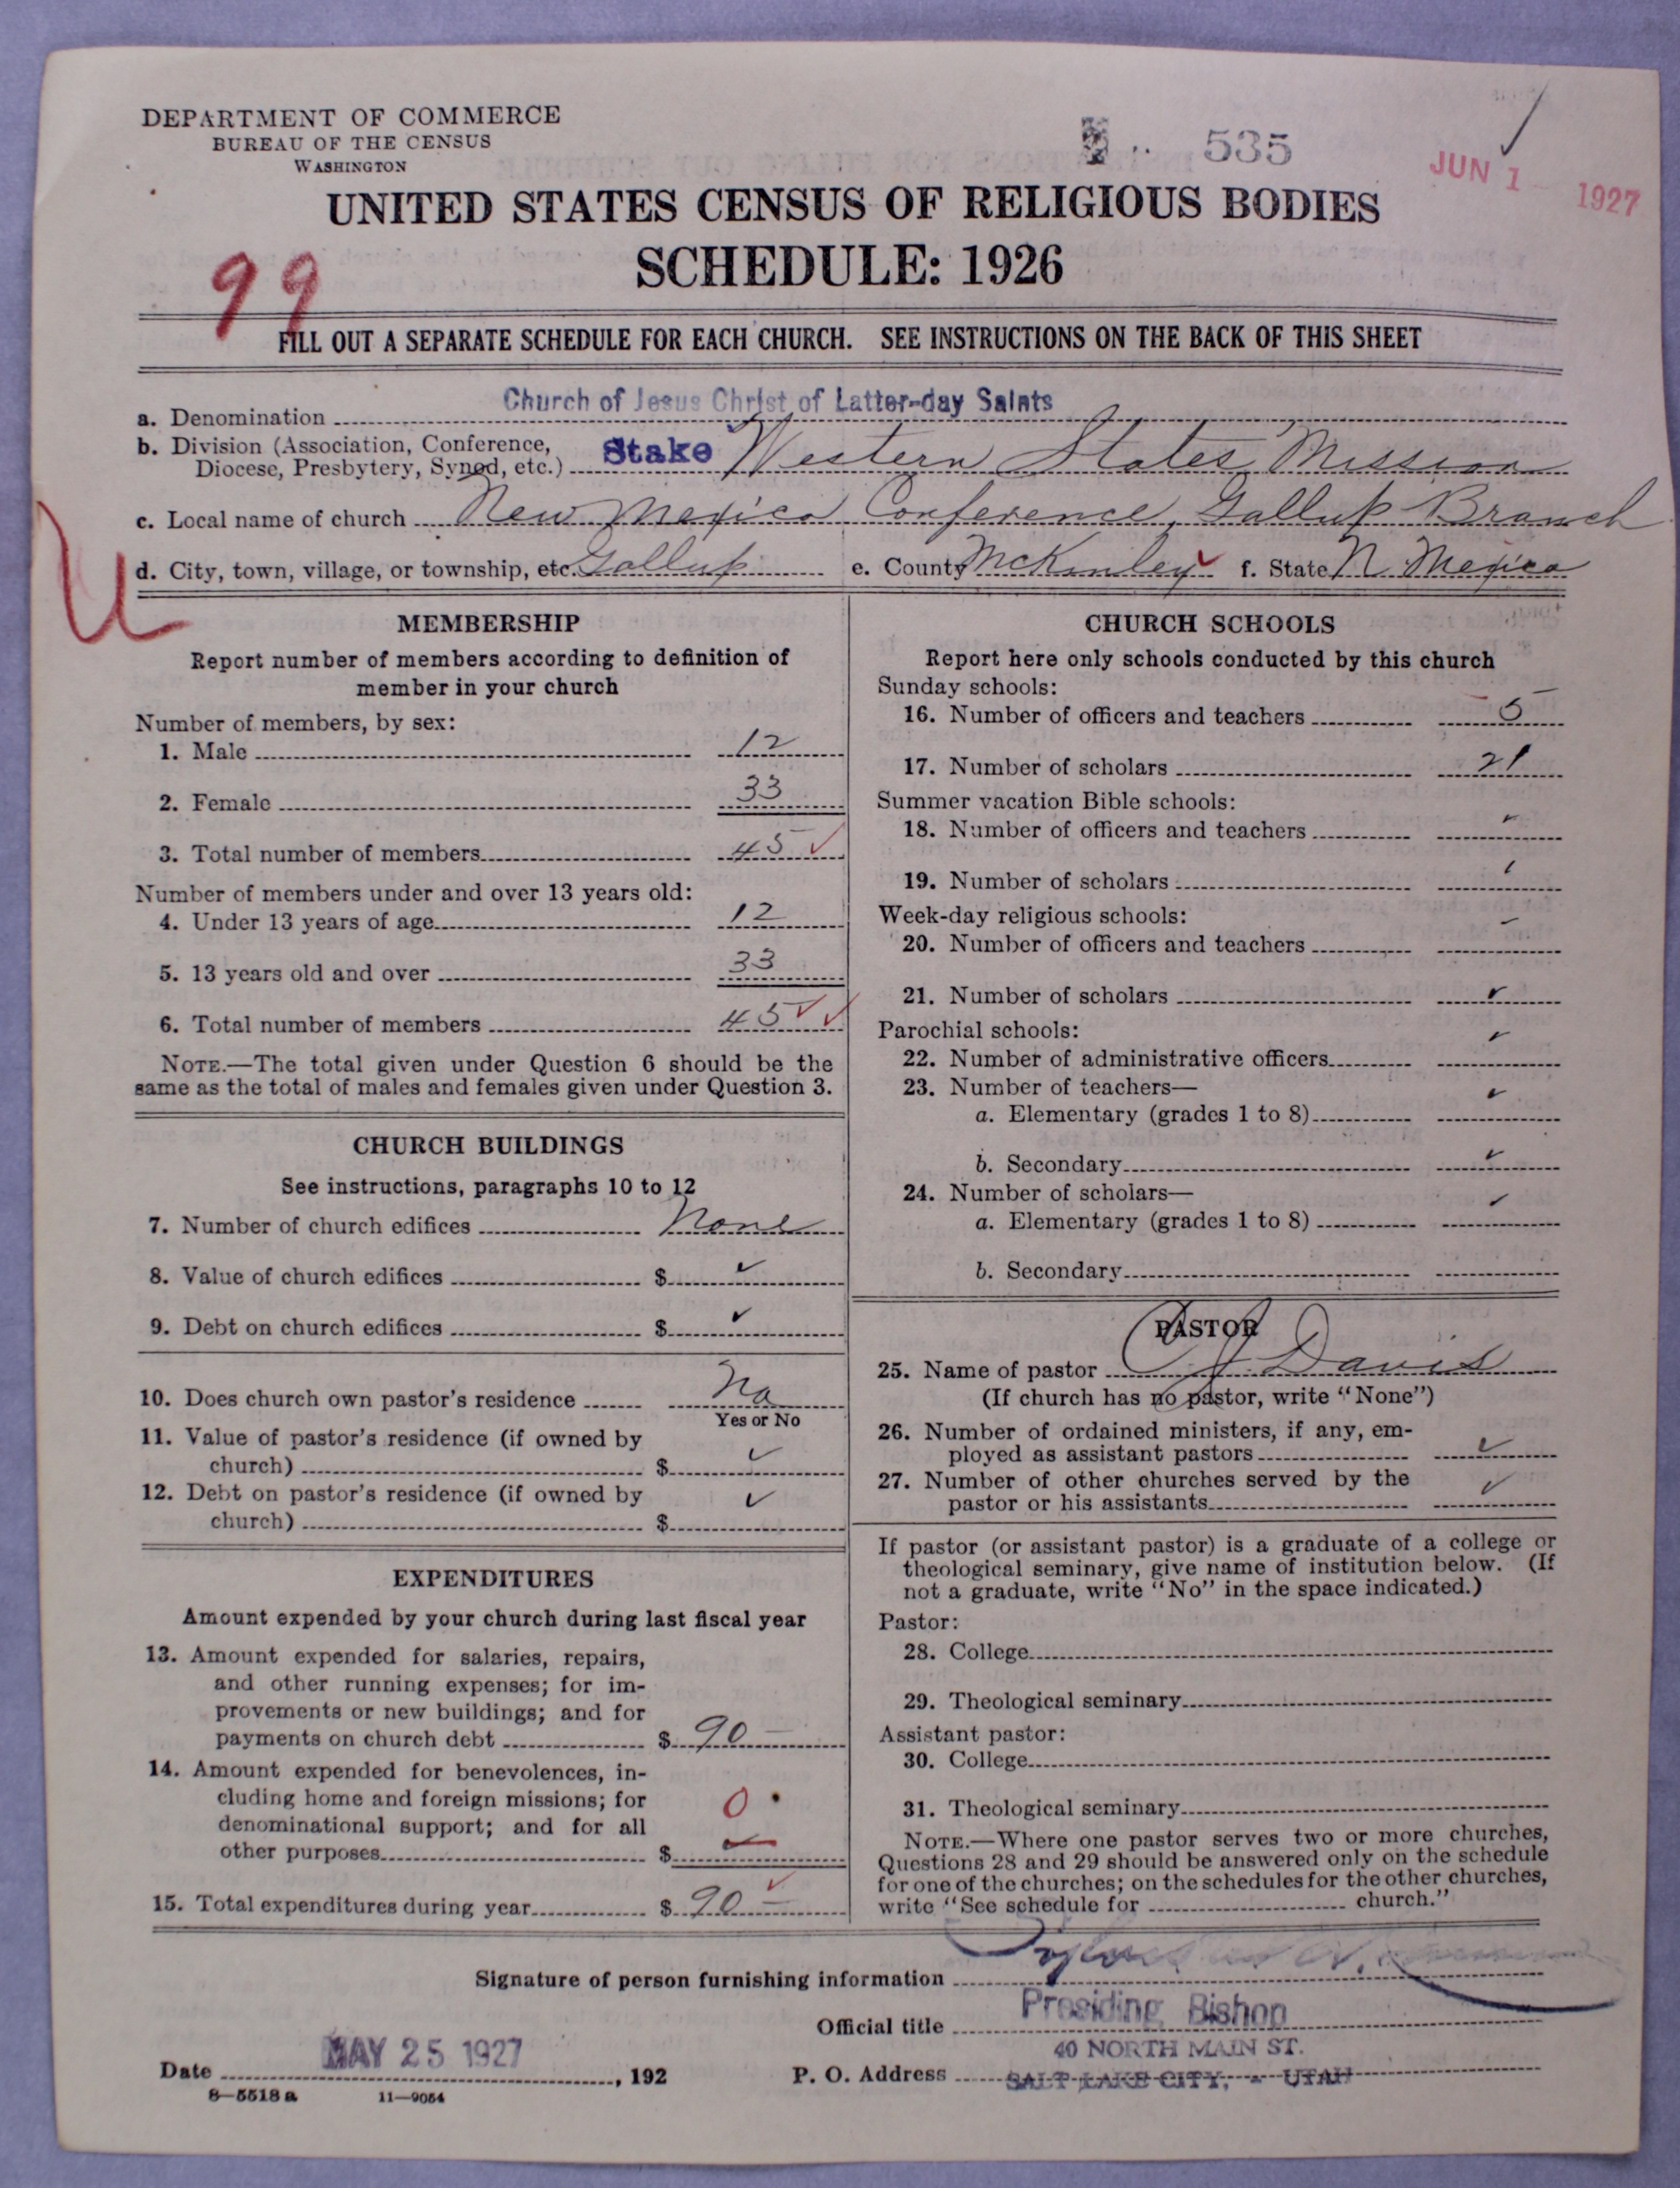 DEPARTMENT OF COMMERCE
BUREAU OF THE CENSUS
WASHINGTON
535
JUN 1 1927
UNITED STATES CENSUS OF RELIGIOUS BODIES
SCHEDULE: 1926
99
FILL OUT A SEPARATE SCHEDULE FOR EACH CHURCH. SEE INSTRUCTIONS ON THE BACK OF THIS SHEET
a. Denomination Church of Jesus Christ of Latter-day Saints
b. Division (Association, Conference,
Diocese, Presbytery, Synod, etc.) Stake Western States Mission
c. Local name of church New Mexico Conference, Gallup Branch
d. City, town, village, or township, etc. Gallup e. County McKinley f. State N. Mexico
U
MEMBERSHIP
Report number of members according to definition of
member in your church
Number of members, by sex:
1. Male 12
2. Female 33
3. Total number of members 45
Number of members under and over 13 years old:
4. Under 13 years of age 12
5. 13 years old and over 33
6. Total number of members 45
NOTE.—The total given under Question 6 should be the
same as the total of males and females given under Question 3.
CHURCH BUILDINGS
See instructions, paragraphs 10 to 12
7. Number of church edifices None
8. Value of church edifices $ ✓
9. Debt on church edifices $ ✓
10. Does church own pastor's residence No
Yes or No
11. Value of pastor's residence (if owned by
church) $ ✓
12. Debt on pastor's residence (if owned by
church) $ ✓
EXPENDITURES
Amount expended by your church during last fiscal year
13. Amount expended for salaries, repairs,
and other running expenses; for im-
provements or new buildings; and for
payments on church debt $ 90 —
14. Amount expended for benevolences, in-
cluding home and foreign missions; for
denominational support; and for all
other purposes $ 0
15. Total expenditures during year $ 90 —
CHURCH SCHOOLS
Report here only schools conducted by this church
Sunday schools:
16. Number of officers and teachers 5
17. Number of scholars 21
Summer vacation Bible schools:
18. Number of officers and teachers
19. Number of scholars
Week-day religious schools:
20. Number of officers and teachers
21. Number of scholars ✓
Parochial schools:
22. Number of administrative officers ✓
23. Number of teachers—
a. Elementary (grades 1 to 8) ✓
b. Secondary ✓
24. Number of scholars—
a. Elementary (grades 1 to 8) ✓
b. Secondary
PASTOR
25. Name of pastor Davis
(If church has no pastor, write "None")
26. Number of ordained ministers, if any, em-
ployed as assistant pastors ✓
27. Number of other churches served by the
pastor or his assistants ✓
If pastor (or assistant pastor) is a graduate of a college or
theological seminary, give name of institution below. (If
not a graduate, write "No" in the space indicated.)
Pastor:
28. College
29. Theological seminary
Assistant pastor:
30. College
31. Theological seminary
NOTE.—Where one pastor serves two or more churches,
Questions 28 and 29 should be answered only on the schedule
for one of the churches; on the schedules for the other churches,
write "See schedule for church."
Signature of person furnishing information
Official title Presiding Bishop
Date MAY 25 1927, 192 P. O. Address 40 NORTH MAIN ST.
SALT LAKE CITY, - UTAH
8—5518 a 11—9054